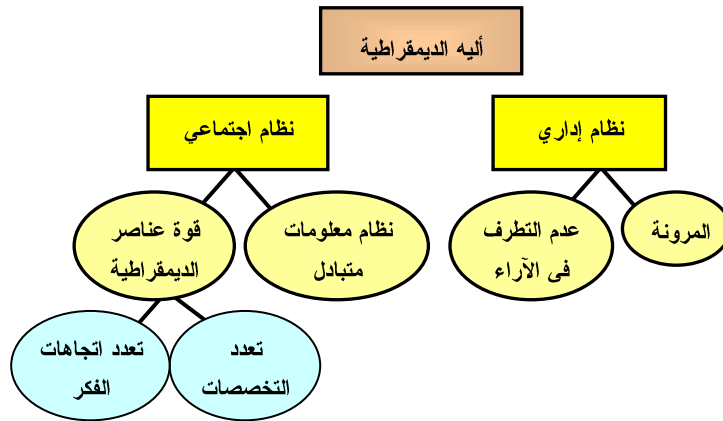 أليه الديمقراطية
نظام إداري
نظام اجتماعي
المرونة
عدم التطرف
فى الآراء
نظام معلومات
متبادل
قوة عناصر
الديمقراطية
تعدد
التخصصات
تعدد اتجاهات
الفكر